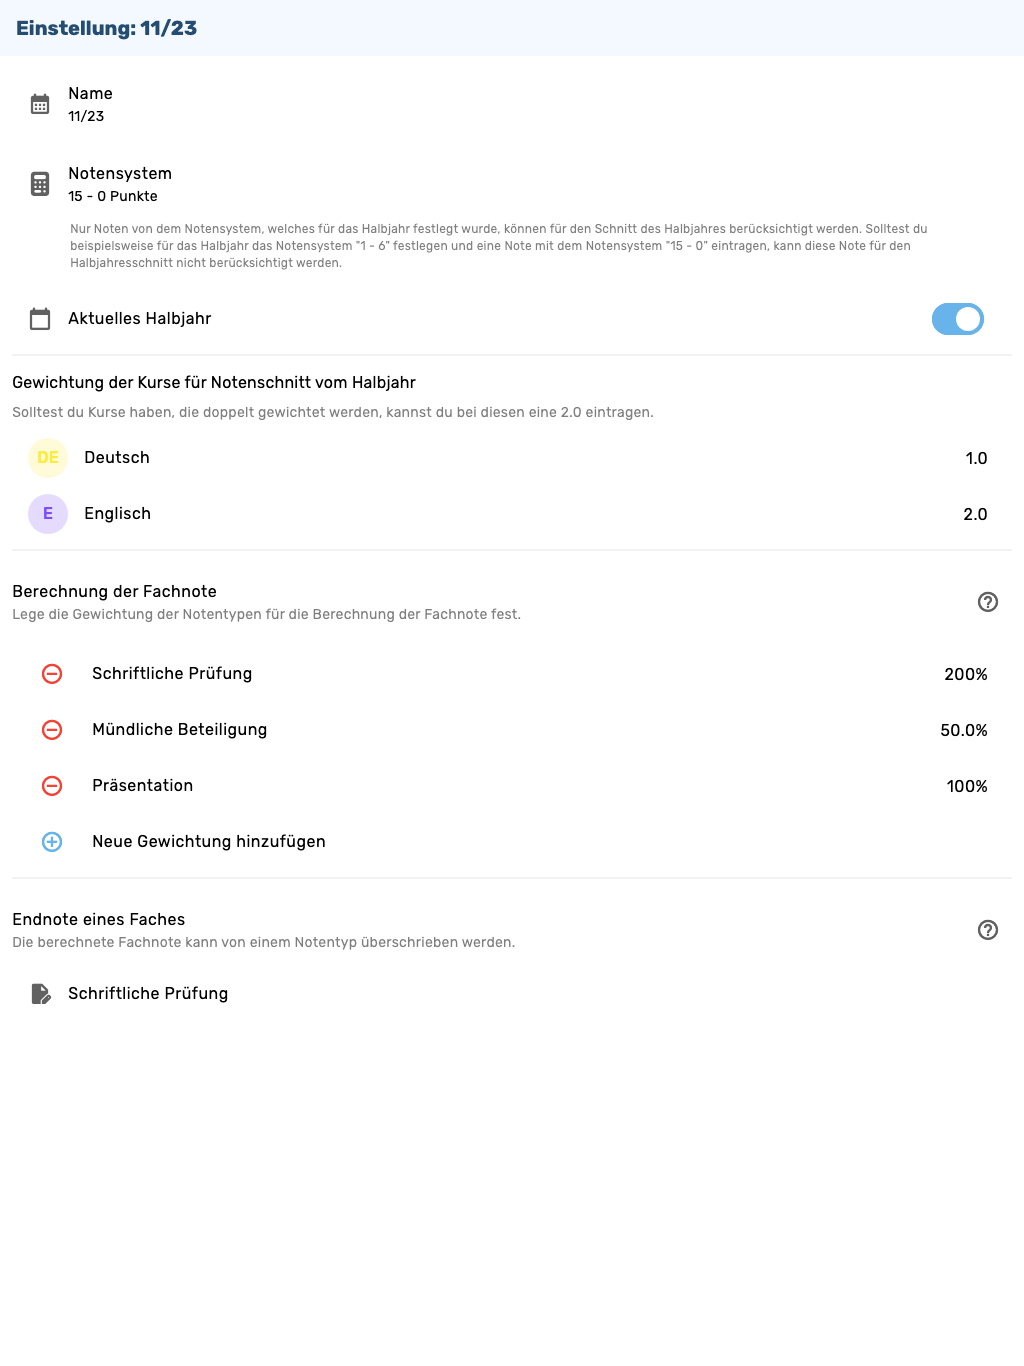 Einstellung: 11/23
Name
11/23
Notensystem
15 - 0 Punkte
Nur Noten von dem Notensystem, welches für das Halbjahr festlegt wurde, können für den Schnitt des Halbjahres berücksichtigt werden. Solltest du
beispielsweise für das Halbjahr das Notensystem "1 - 6" festlegen und eine Note mit dem Notensystem "15 - 0" eintragen, kann diese Note für den
Halbjahresschnitt nicht berücksichtigt werden.
Aktuelles Halbjahr
Gewichtung der Kurse für Notenschnitt vom Halbjahr
Solltest du Kurse haben, die doppelt gewichtet werden, kannst du bei diesen eine 2.0 eintragen.
DE Deutsch 1.0
E Englisch 2.0
Berechnung der Fachnote
Lege die Gewichtung der Notentypen für die Berechnung der Fachnote fest.
Schriftliche Prüfung 200%
Mündliche Beteiligung 50.0%
Präsentation 100%
Neue Gewichtung hinzufügen
Endnote eines Faches
Die berechnete Fachnote kann von einem Notentyp überschrieben werden.
Schriftliche Prüfung